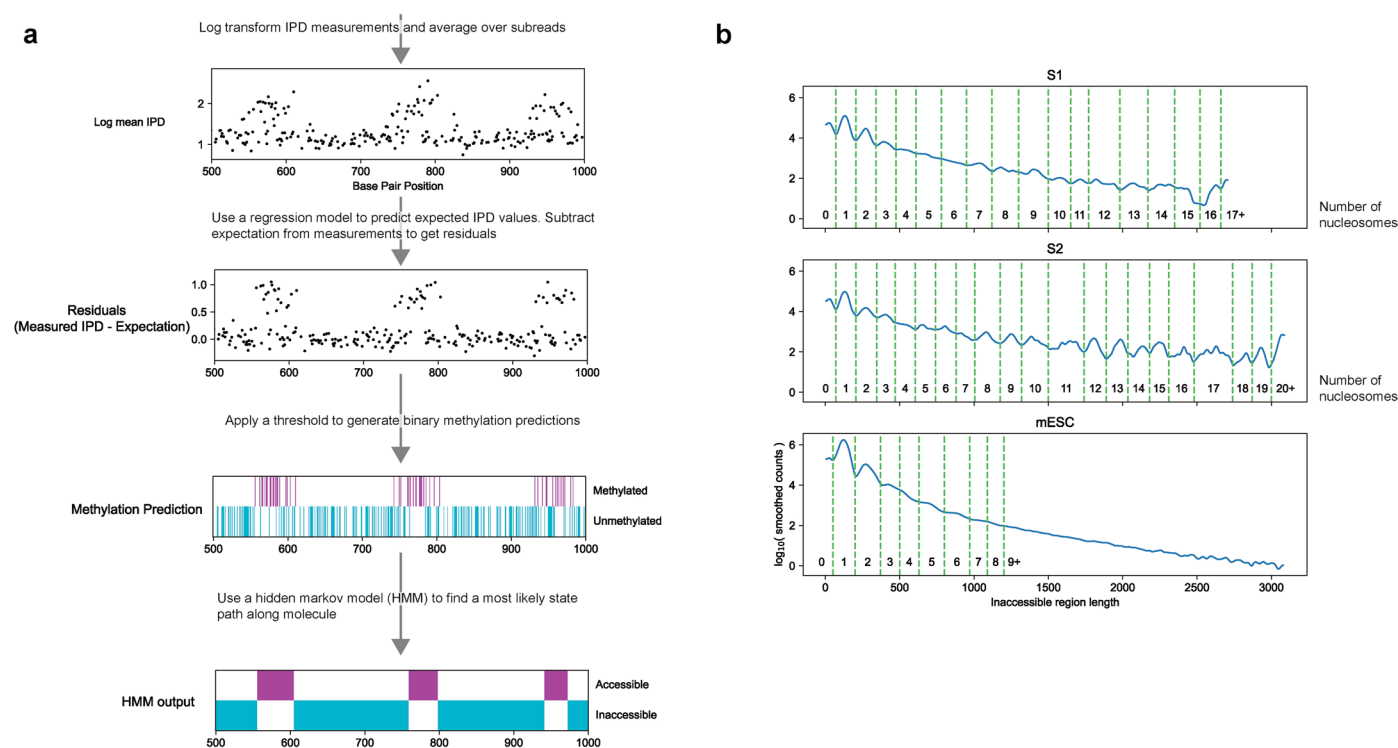 a
Log transform IPD measurements and average over subreads
Log mean IPD
2
1
500 600 700 800 900 1000
Base Pair Position
Use a regression model to predict expected IPD values. Subtract
expectation from measurements to get residuals
Residuals
(Measured IPD - Expectation)
1.0
0.5
0.0
500 600 700 800 900 1000
Apply a threshold to generate binary methylation predictions
Methylation Prediction
Methylated
Unmethylated
500 600 700 800 900 1000
Use a hidden markov model (HMM) to find a most likely state
path along molecule
HMM output
Accessible
Inaccessible
500 600 700 800 900 1000
b
S1
6
4
2
0
0 1 2 3 4 5 6 7 8 9 10 11 12 13 14 15 16 17+
Number of
nucleosomes
S2
6
4
2
0
0 1 2 3 4 5 6 7 8 9 10 11 12 13 14 15 16 17 18 19 20+
Number of
nucleosomes
mESC
log10( smoothed counts )
6
4
2
0
0 1 2 3 4 5 6 7 8 9+
0 500 1000 1500 2000 2500 3000
Inaccessible region length